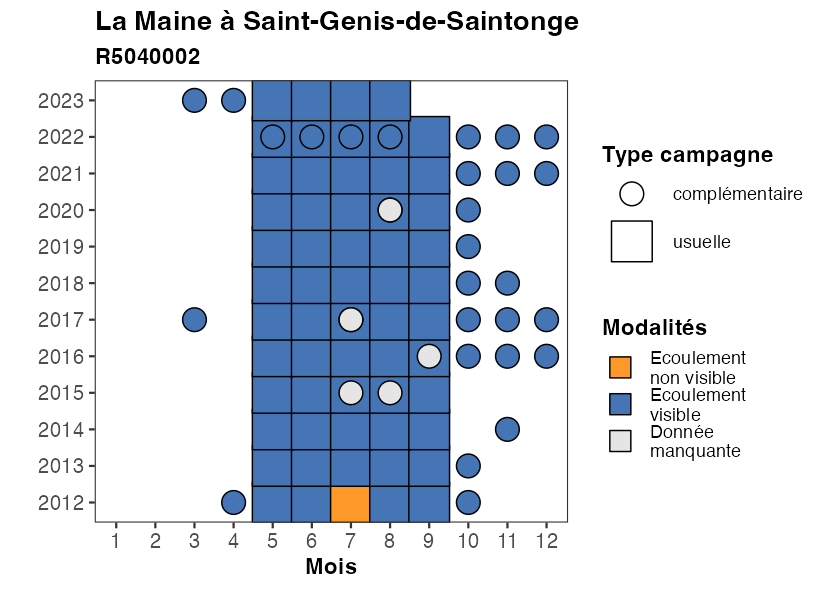 La Maine à Saint-Genis-de-Saintonge
R5040002
2023
2022
2021
2020
2019
2018
2017
2016
2015
2014
2013
2012
1 2 3 4 5 6 7 8 9 10 11 12
Mois
Type campagne
complémentaire
usuelle
Modalités
Ecoulement
non visible
Ecoulement
visible
Donnée
manquante